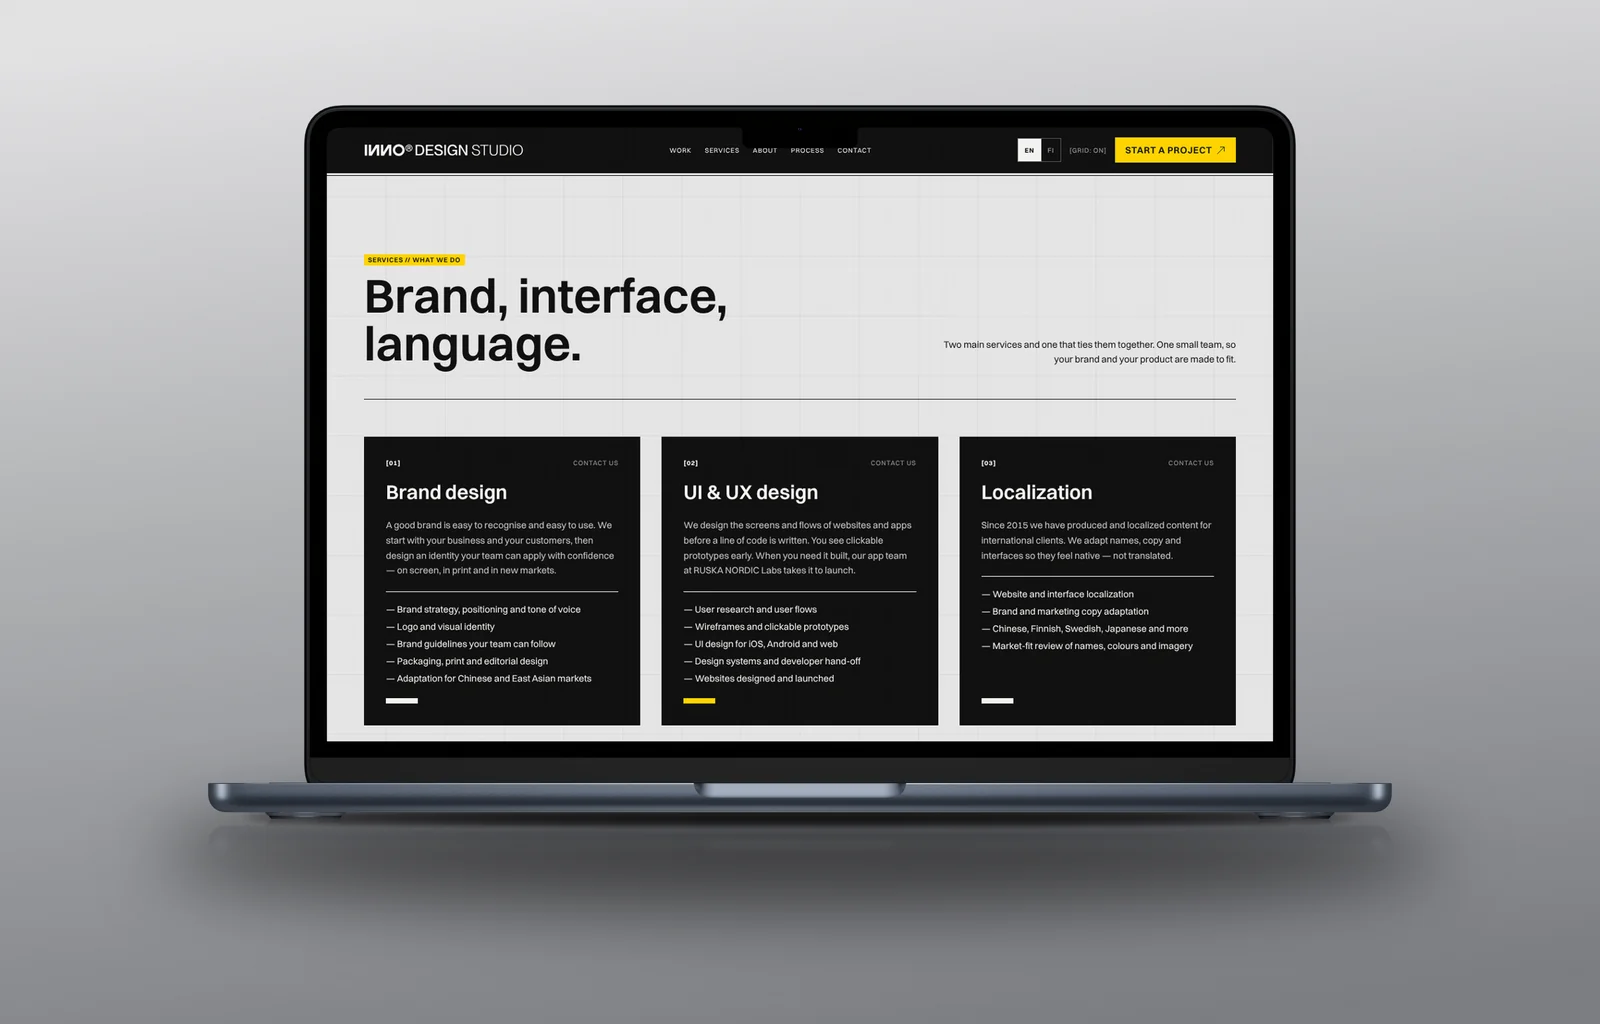 INNO® DESIGN STUDIO
WORK SERVICES ABOUT PROCESS CONTACT
EN FI [GRID: ON] START A PROJECT ↗
SERVICES // WHAT WE DO
Brand, interface,
language.
Two main services and one that ties them together. One small team, so
your brand and your product are made to fit.
[01] CONTACT US
Brand design
A good brand is easy to recognise and easy to use. We
start with your business and your customers, then
design an identity your team can apply with confidence
— on screen, in print and in new markets.
— Brand strategy, positioning and tone of voice
— Logo and visual identity
— Brand guidelines your team can follow
— Packaging, print and editorial design
— Adaptation for Chinese and East Asian markets
[02] CONTACT US
UI & UX design
We design the screens and flows of websites and apps
before a line of code is written. You see clickable
prototypes early. When you need it built, our app team
at RUSKA NORDIC Labs takes it to launch.
— User research and user flows
— Wireframes and clickable prototypes
— UI design for iOS, Android and web
— Design systems and developer hand-off
— Websites designed and launched
[03] CONTACT US
Localization
Since 2015 we have produced and localized content for
international clients. We adapt names, copy and
interfaces so they feel native — not translated.
— Website and interface localization
— Brand and marketing copy adaptation
— Chinese, Finnish, Swedish, Japanese and more
— Market-fit review of names, colours and imagery